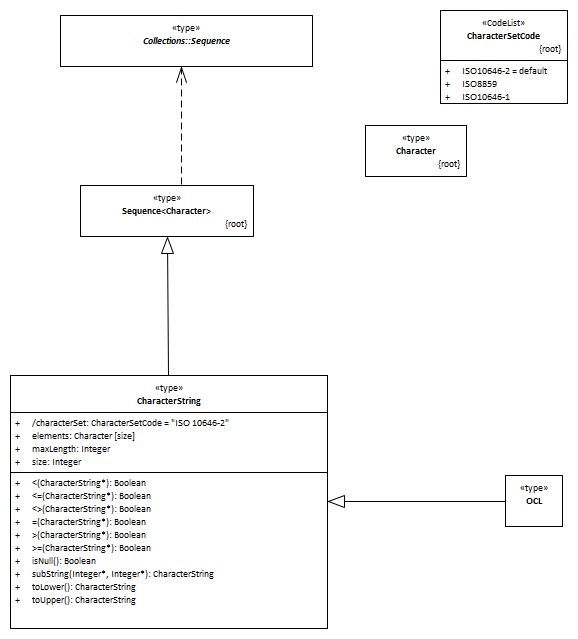 «type»
Collections::Sequence
«CodeList»
CharacterSetCode
{root}
+ ISO10646-2 = default
+ ISO8859
+ ISO10646-1
«type»
Character
{root}
«type»
Sequence<Character>
{root}
«type»
CharacterString
+ /characterSet: CharacterSetCode = "ISO 10646-2"
+ elements: Character [size]
+ maxLength: Integer
+ size: Integer
+ <(CharacterString*): Boolean
+ <=(CharacterString*): Boolean
+ <>(CharacterString*): Boolean
+ =(CharacterString*): Boolean
+ >(CharacterString*): Boolean
+ >=(CharacterString*): Boolean
+ isNull(): Boolean
+ subString(Integer*, Integer*): CharacterString
+ toLower(): CharacterString
+ toUpper(): CharacterString
«type»
OCL